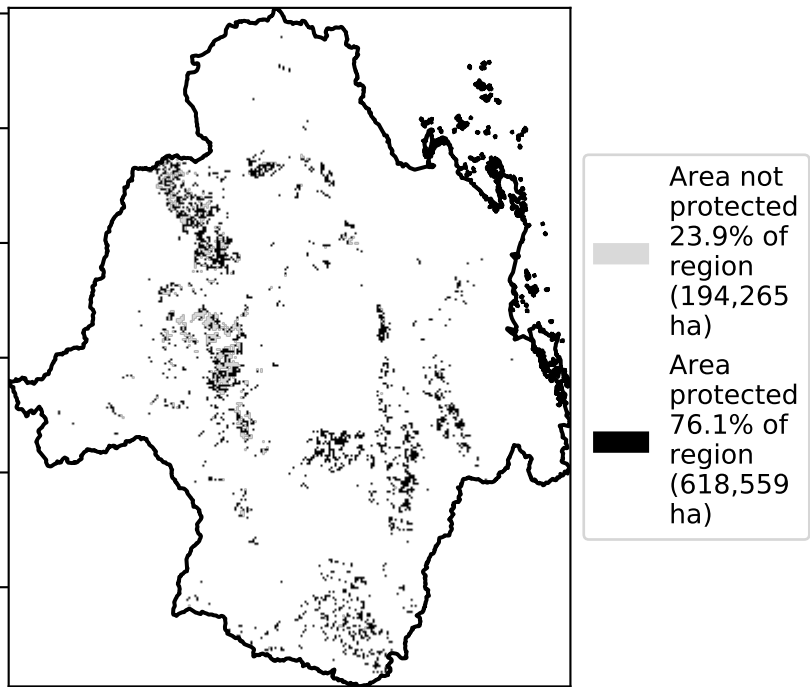 Area not
protected
23.9% of
region
(194,265
ha)
Area
protected
76.1% of
region
(618,559
ha)